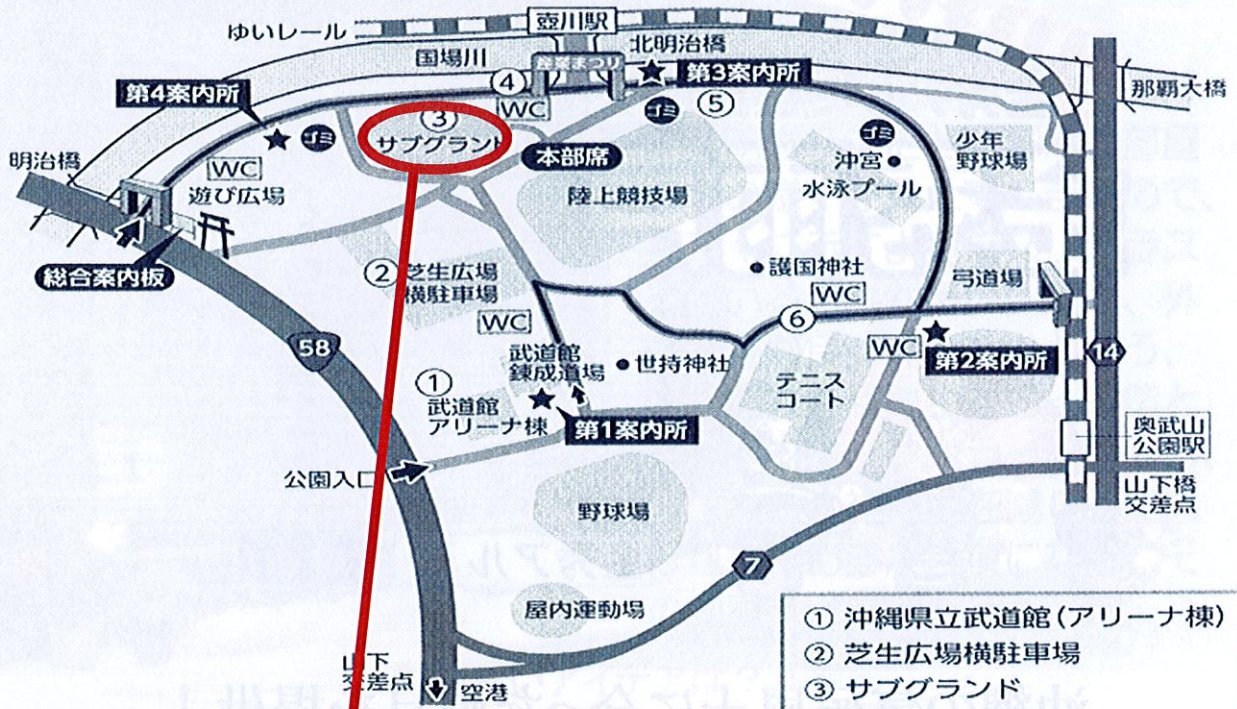 壺川駅
ゆいレール
北明治橋
国場川
産業まつり
④
第3案内所
那覇大橋
第4案内所
WC
⑤
③
ゴミ
ゴミ
ゴミ
サブグランド
少年
野球場
明治橋
WC
本部席
沖宮
遊び広場
陸上競技場
水泳プール
総合案内板
護国神社
弓道場
② 芝生広場
横駐車場
WC
⑥
WC
58
武道館
錬成道場
世持神社
WC
第2案内所
14
①
武道館
アリーナ棟
テニス
コート
第1案内所
奥武山
公園駅
公園入口
山下橋
交差点
野球場
7
屋内運動場
山下
交差点
空港
① 沖縄県立武道館(アリーナ棟)
② 芝生広場横駐車場
③ サブグランド